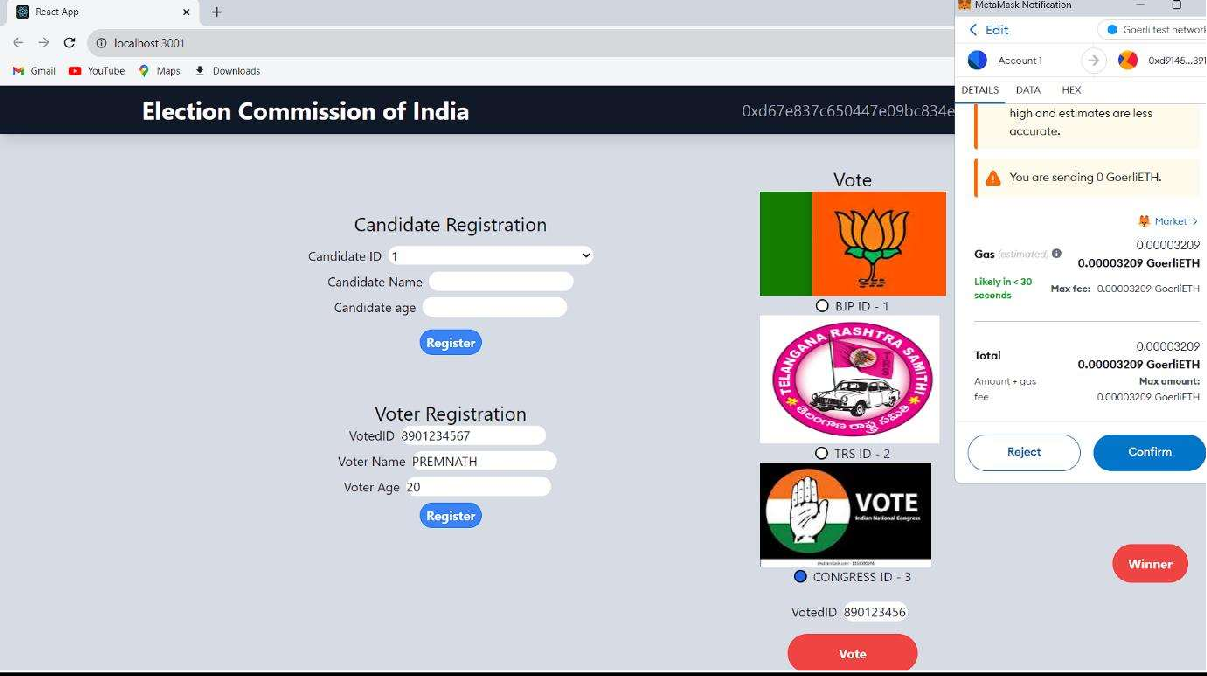 React App
localhost 3001
Gmail
YouTube
Maps
Downloads
Election Commission of India
0xd67e837c650447e09bc834e
Candidate Registration
Candidate ID 1
Candidate Name
Candidate age
Register
Voter Registration
VotedID 8901234567
Voter Name PREMNATH
Voter Age 20
Register
Vote
BJP ID - 1
TELANGANA RASHTRA SAMITHI
TRS ID - 2
VOTE
Indian National Congress
CONGRESS ID - 3
VotedID 890123456
Vote
MetaMask Notification
Edit
Goerli test network
Account 1
0xd9145...391
DETAILS DATA HEX
high and estimates are less
accurate.
You are sending 0 GoerliETH.
Market >
0.00003209
Gas (estimated) 0.00003209 GoerliETH
Likely in < 30
seconds
Max fee: 0.00003209 GoerliETH
0.00003209
Total 0.00003209 GoerliETH
Amount + gas
fee
Max amount:
0.00003209 GoerliETH
Reject
Confirm
Winner